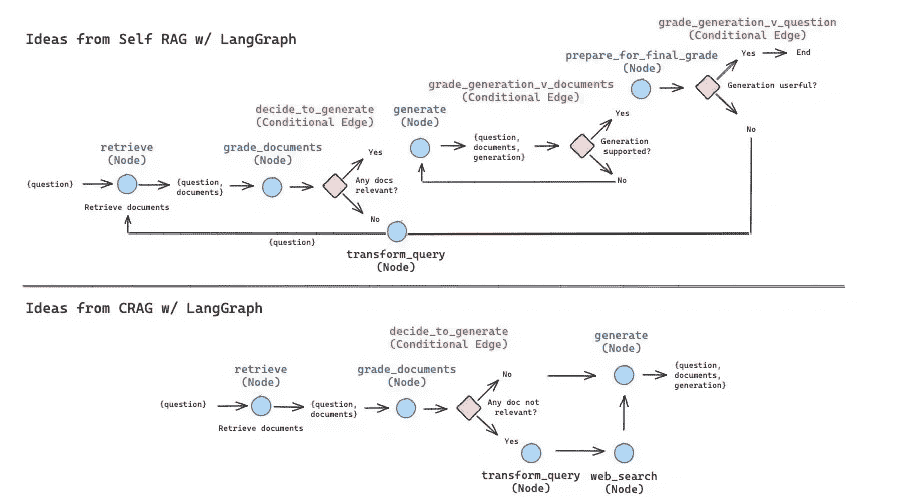 Ideas from Self RAG w/ LangGraph
grade_generation_v_question
(Conditional Edge)
Yes
End
prepare_for_final_grade
(Node)
Generation userful?
No
grade_generation_v_documents
(Conditional Edge)
Yes
Generation
supported?
No
decide_to_generate
(Conditional Edge)
generate
(Node)
{question,
documents,
generation}
retrieve
(Node)
grade_documents
(Node)
Yes
Any docs
relevant?
No
{question}
{question,
documents}
Retrieve documents
{question}
transform_query
(Node)
Ideas from CRAG w/ LangGraph
decide_to_generate
(Conditional Edge)
generate
(Node)
retrieve
(Node)
grade_documents
(Node)
No
{question,
documents,
generation}
{question}
{question,
documents}
Any doc not
relevant?
Retrieve documents
Yes
transform_query
(Node)
web_search
(Node)